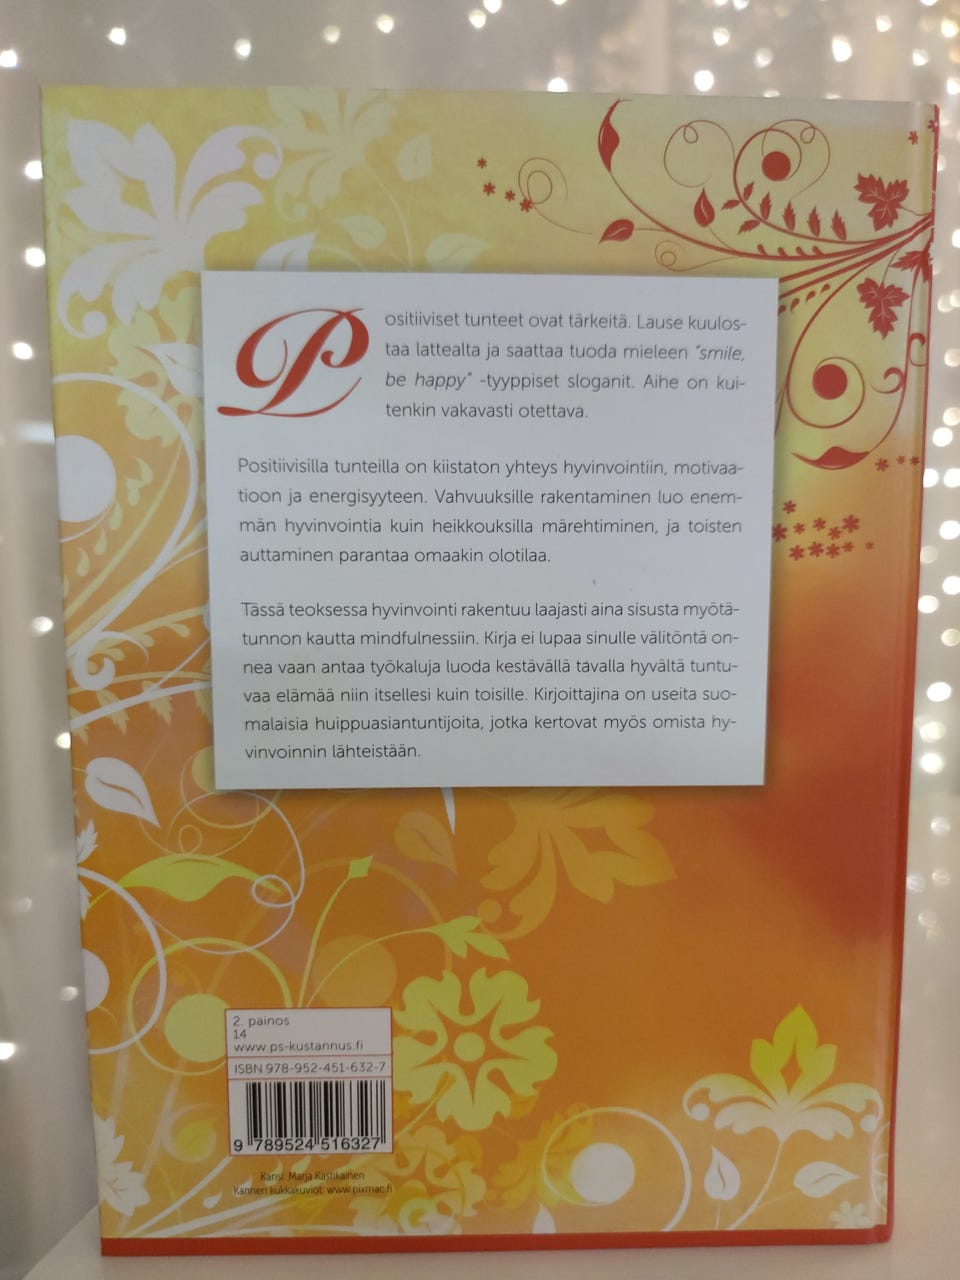 Positiiviset tunteet ovat tärkeitä. Lause kuulos-
taa lattealta ja saattaa tuoda mieleen "smile,
be happy" -tyyppiset sloganit. Aihe on kui-
tenkin vakavasti otettava.
Positiivisilla tunteilla on kiistaton yhteys hyvinvointiin, motivaa-
tioon ja energisyyteen. Vahvuuksille rakentaminen luo enem-
män hyvinvointia kuin heikkouksilla märehtiminen, ja toisten
auttaminen parantaa omaakin olotilaa.
Tässä teoksessa hyvinvointi rakentuu laajasti aina sisusta myötä-
tunnon kautta mindfulnessiin. Kirja ei lupaa sinulle välitöntä on-
nea vaan antaa työkaluja luoda kestävällä tavalla hyvältä tuntu-
vaa elämää niin itsellesi kuin toisille. Kirjoittajina on useita suo-
malaisia huippuasiantuntijoita, jotka kertovat myös omista hy-
vinvoinnin lähteistään.
2. painos
14
www.ps-kustannus.fi
ISBN 978-952-451-632-7
9 789524 516327
Kansi: Marja Kastikainen
Kannen kukkakuviot: www.pixmac.fi